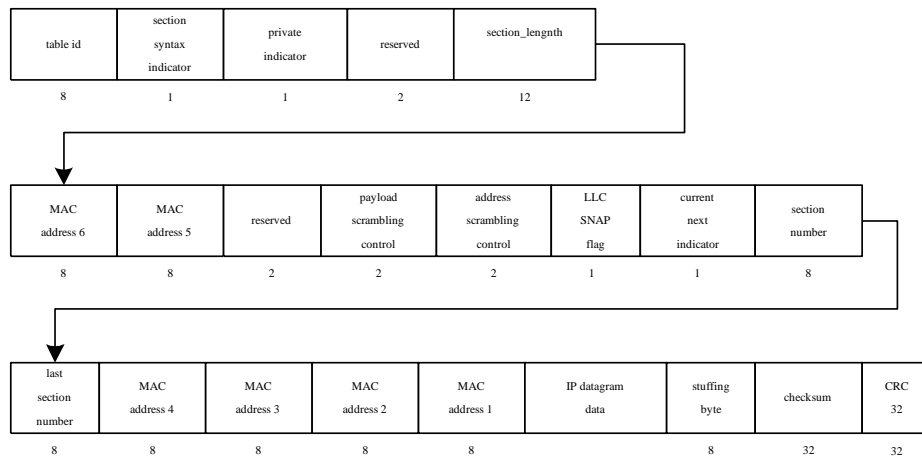 table id
section
syntax
indicator
private
indicator
reserved
section_lengnth
8
1
1
2
12
MAC
address 6
MAC
address 5
reserved
payload
scrambling
control
address
scrambling
control
LLC
SNAP
flag
current
next
indicator
section
number
8
8
2
2
2
1
1
8
last
section
number
MAC
address 4
MAC
address 3
MAC
address 2
MAC
address 1
IP datagram
data
stuffing
byte
checksum
CRC
32
8
8
8
8
8
8
32
32